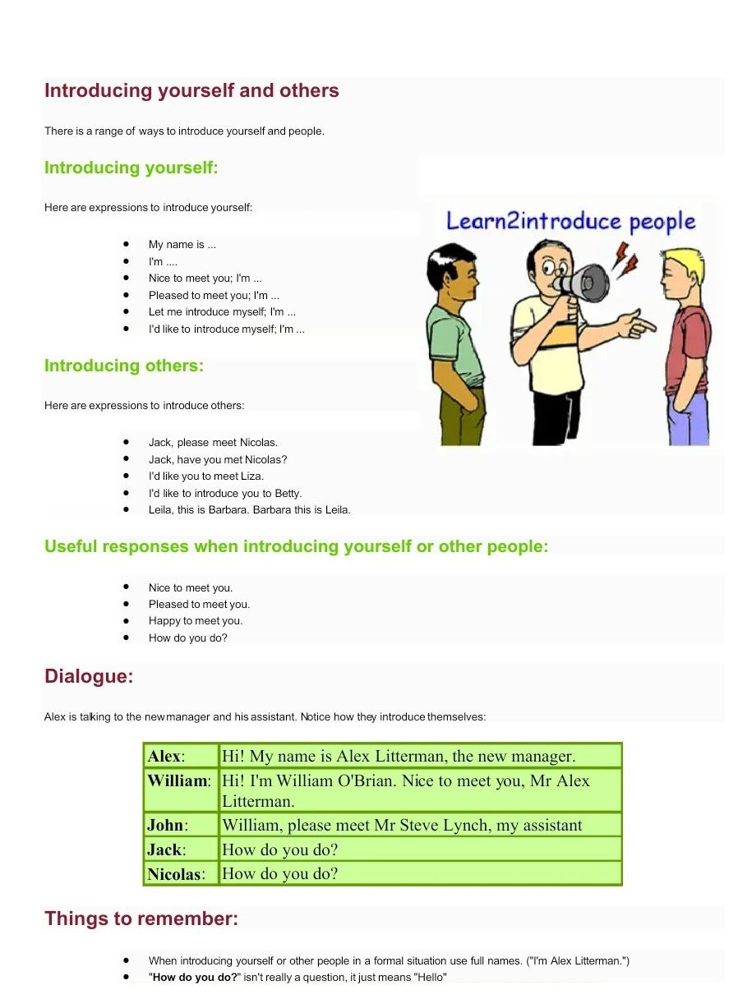 Introducing yourself and others
There is a range of ways to introduce yourself and people.
Introducing yourself:
Here are expressions to introduce yourself:
Learn2introduce people
● My name is ...
● I'm ....
● Nice to meet you; I'm ...
● Pleased to meet you; I'm ...
● Let me introduce myself; I'm ...
● I'd like to introduce myself; I'm ...
Introducing others:
Here are expressions to introduce others:
● Jack, please meet Nicolas.
● Jack, have you met Nicolas?
● I'd like you to meet Liza.
● I'd like to introduce you to Betty.
● Leila, this is Barbara. Barbara this is Leila.
Useful responses when introducing yourself or other people:
● Nice to meet you.
● Pleased to meet you.
● Happy to meet you.
● How do you do?
Dialogue:
Alex is talking to the new manager and his assistant. Notice how they introduce themselves:
Alex: Hi! My name is Alex Litterman, the new manager.
William: Hi! I'm William O'Brian. Nice to meet you, Mr Alex
Litterman.
John: William, please meet Mr Steve Lynch, my assistant
Jack: How do you do?
Nicolas: How do you do?
Things to remember:
● When introducing yourself or other people in a formal situation use full names. ("I'm Alex Litterman.")
● "How do you do?" isn't really a question, it just means "Hello"